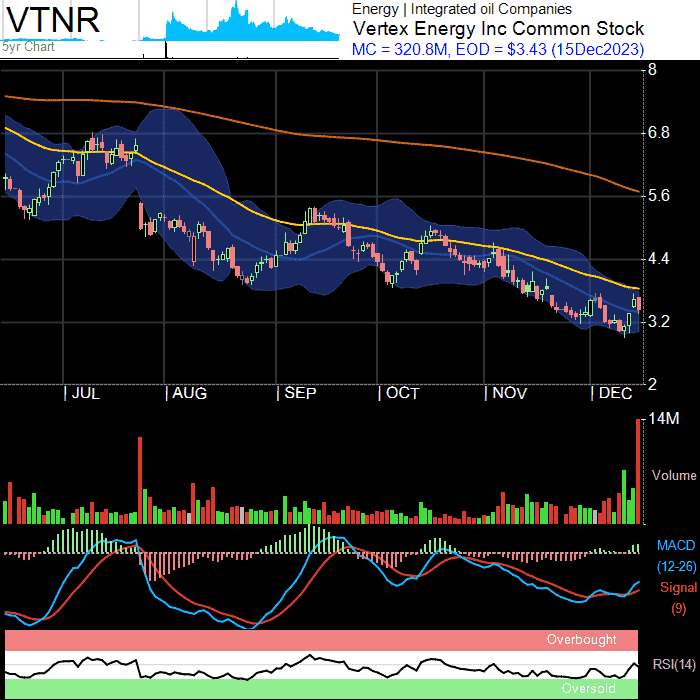 VTNR
5yr Chart
Energy | Integrated oil Companies
Vertex Energy Inc Common Stock
MC = 320.8M, EOD = $3.43 (15Dec2023)
8
6.8
5.6
4.4
3.2
2
| JUL | AUG | SEP | OCT | NOV | DEC
14M
Volume
MACD
(12-26)
Signal
(9)
Overbought
RSI(14)
Oversold